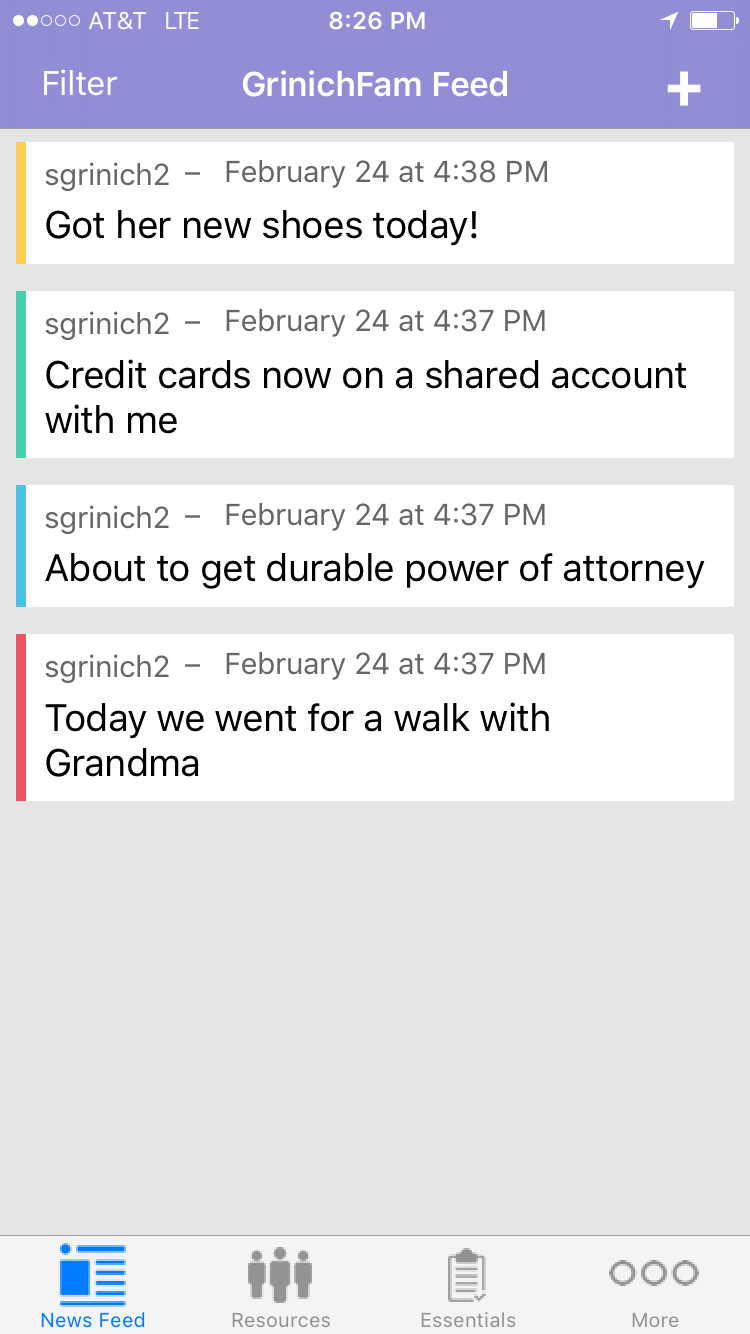 AT&T LTE 8:26 PM
Filter GrinichFam Feed +
sgrinich2 – February 24 at 4:38 PM
Got her new shoes today!
sgrinich2 – February 24 at 4:37 PM
Credit cards now on a shared account
with me
sgrinich2 – February 24 at 4:37 PM
About to get durable power of attorney
sgrinich2 – February 24 at 4:37 PM
Today we went for a walk with
Grandma
News Feed Resources Essentials More